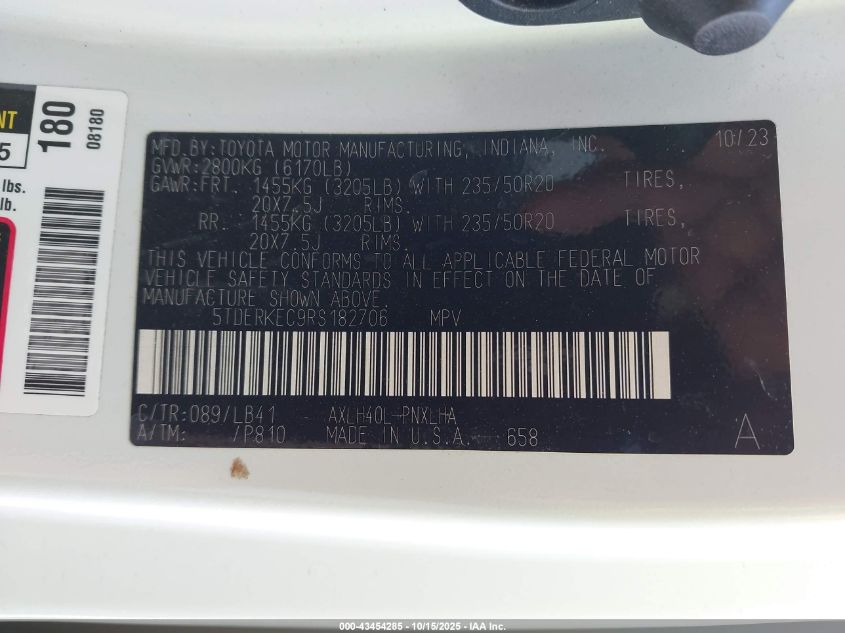 NT
5
lbs.
lb.
180
08180
MFD.BY:TOYOTA MOTOR MANUFACTURING, INDIANA, INC. 10/23
GVWR:2800KG (6170LB)
GAWR:FRT. 1455KG (3205LB) WITH 235/50R20 TIRES,
20X7.5J RIMS.
RR. 1455KG (3205LB) WITH 235/50R20 TIRES,
20X7.5J RIMS.
THIS VEHICLE CONFORMS TO ALL APPLICABLE FEDERAL MOTOR
VEHICLE SAFETY STANDARDS IN EFFECT ON THE DATE OF
MANUFACTURE SHOWN ABOVE.
5TDERKEC9RS182706 MPV
C/TR:089/LB41 AXLH40L-PNXLHA
A/TM: /P810 MADE IN U.S.A. 658 A
000-43454285 - 10/15/2025 - IAA Inc.